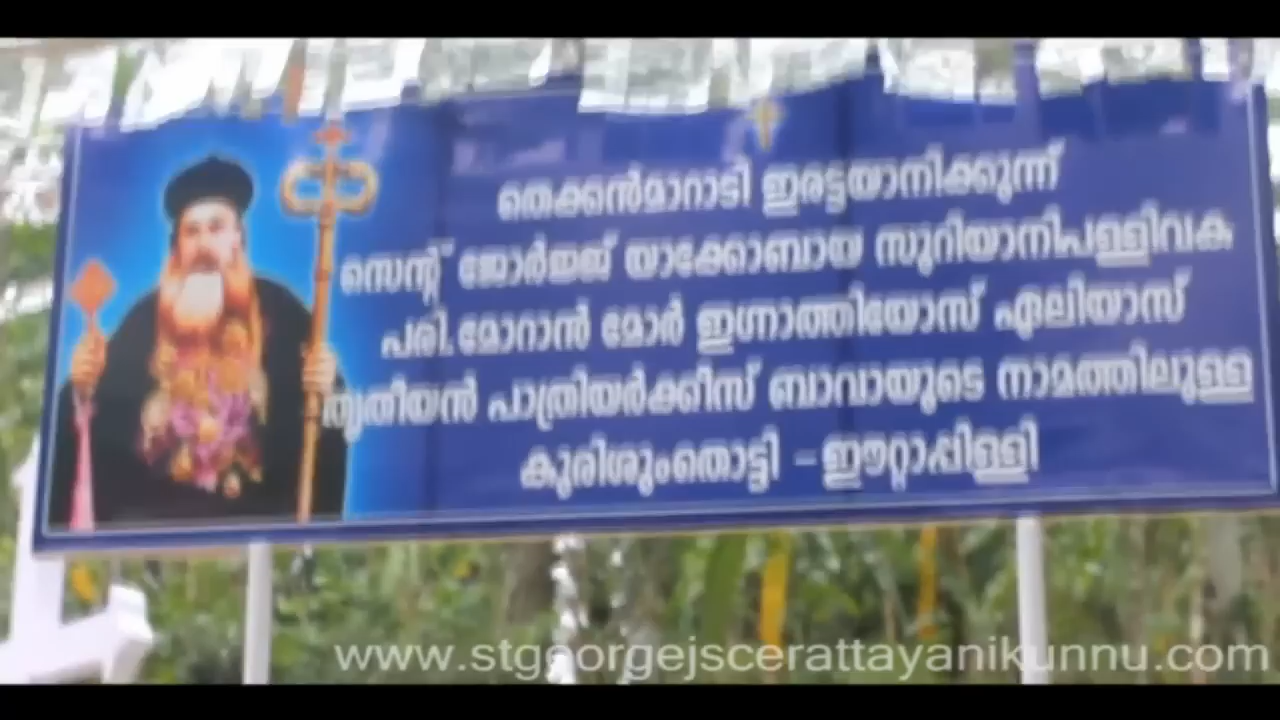 തെക്കൻമാറാടി ഇരട്ടയാനിക്കുന്ന്
സെന്റ് ജോർജ്ജ് യാക്കോബായ സുറിയാനിപള്ളിവക
പരി. മോറാൻ മോർ ഇഗ്നാത്തിയോസ് ഏലിയാസ്
തൃതീയൻ പാത്രിയർക്കീസ് ബാവായുടെ നാമത്തിലുള്ള
കുരിശുംതൊട്ടി - ഈറ്റാപ്പിള്ളി
www.stgeorgejscerattayanikunnu.com